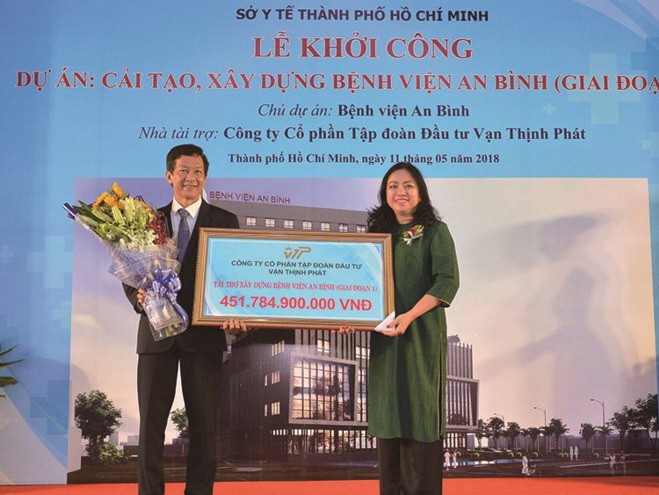 SỞ Y TẾ THÀNH PHỐ HỒ CHÍ MINH
LỄ KHỞI CÔNG
DỰ ÁN: CẢI TẠO, XÂY DỰNG BỆNH VIỆN AN BÌNH (GIAI ĐOẠ
Chủ dự án: Bệnh viện An Bình
Nhà tài trợ: Công ty Cổ phần Tập đoàn Đầu tư Vạn Thịnh Phát
Thành phố Hồ Chí Minh, ngày 11 tháng 05 năm 2018
BỆNH VIỆN AN BÌNH
VTP
CÔNG TY CỔ PHẦN TẬP ĐOÀN ĐẦU TƯ
VẠN THỊNH PHÁT
TÀI TRỢ XÂY DỰNG BỆNH VIỆN AN BÌNH (GIAI ĐOẠN 1)
451.784.900.000 VNĐ